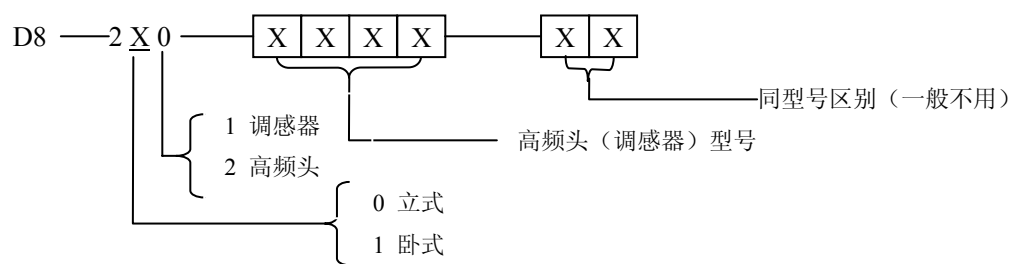 D8 2 X 0 X X X X X X
同型号区别（一般不用）
1 调感器
高频头（调感器）型号
2 高频头
0 立式
1 卧式